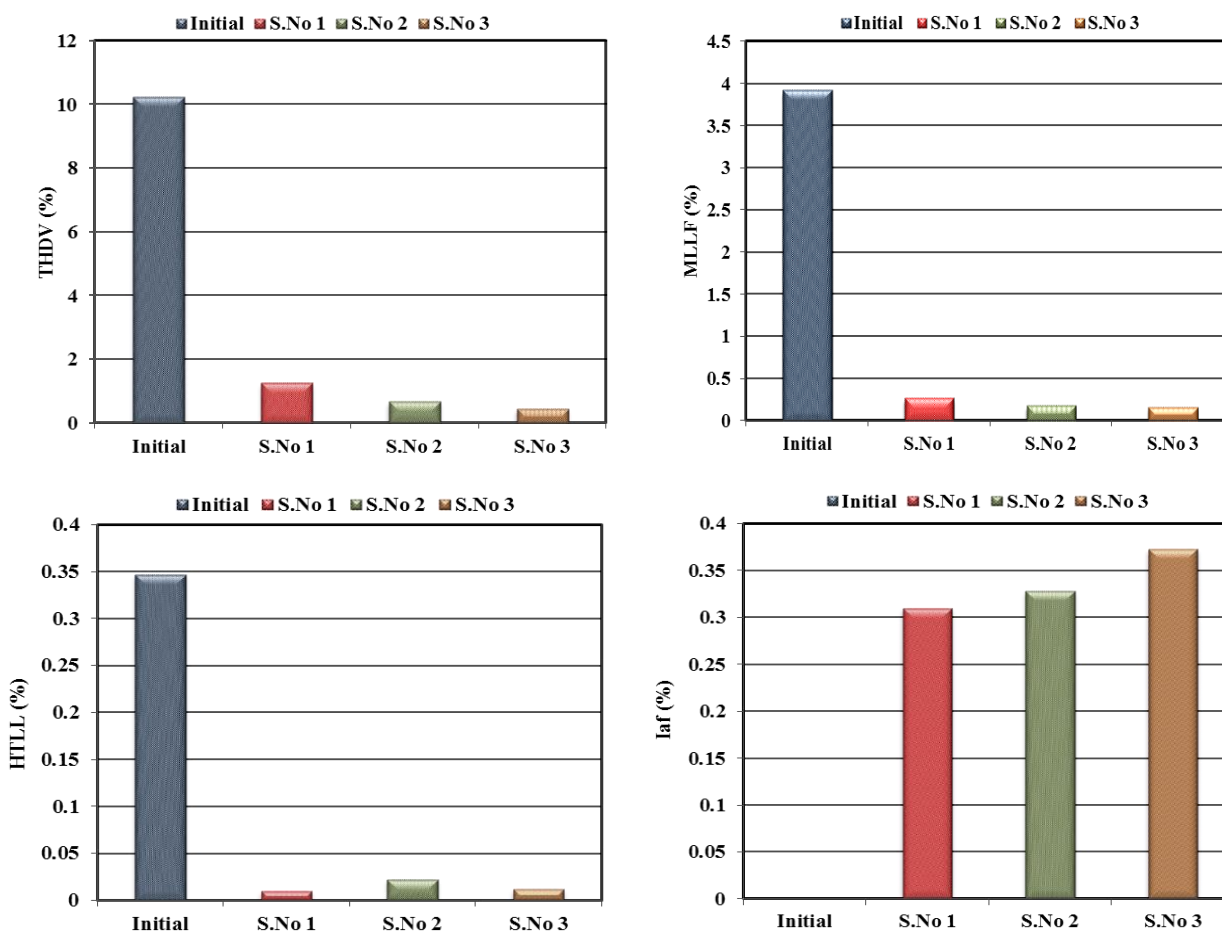 Initial S.No 1 S.No 2 S.No 3
12
10
8
6
4
2
0
THDV (%)
Initial S.No 1 S.No 2 S.No 3
Initial S.No 1 S.No 2 S.No 3
4.5
4
3.5
3
2.5
2
1.5
1
0.5
0
MLLF (%)
Initial S.No 1 S.No 2 S.No 3
Initial S.No 1 S.No 2 S.No 3
0.4
0.35
0.3
0.25
0.2
0.15
0.1
0.05
0
HTLL (%)
Initial S.No 1 S.No 2 S.No 3
Initial S.No 1 S.No 2 S.No 3
0.4
0.35
0.3
0.25
0.2
0.15
0.1
0.05
0
Iaf (%)
Initial S.No 1 S.No 2 S.No 3